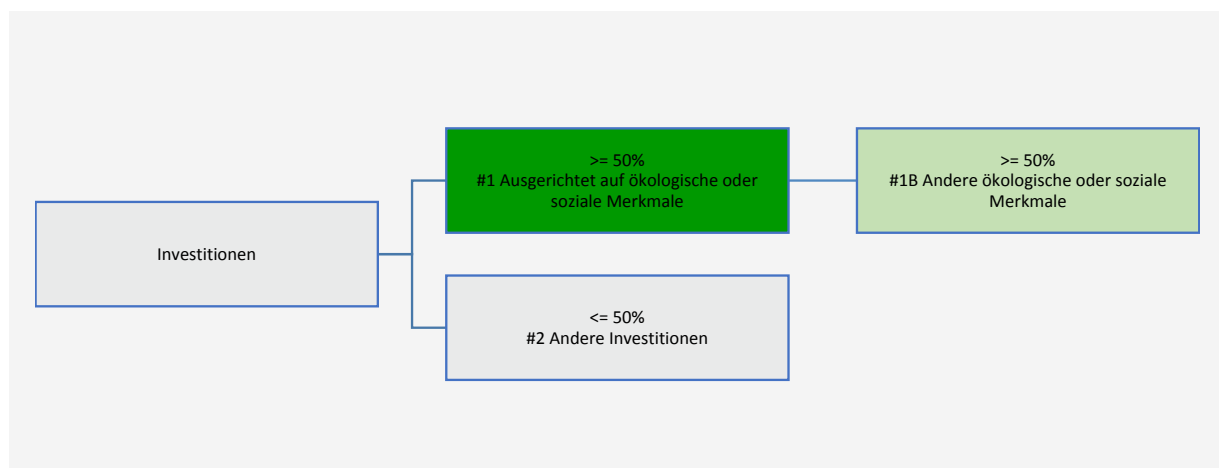 >= 50%
#1 Ausgerichtet auf ökologische oder
soziale Merkmale
>= 50%
#1B Andere ökologische oder soziale
Merkmale
Investitionen
<= 50%
#2 Andere Investitionen